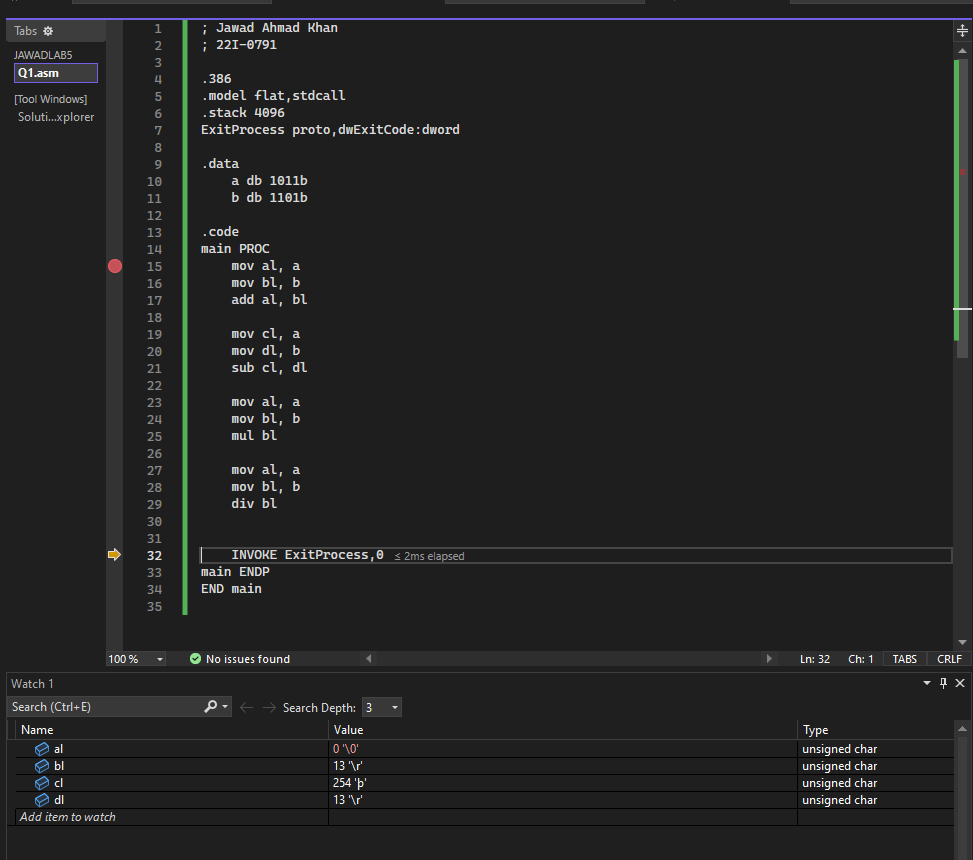 Tabs
JAWADLAB5
Q1.asm
[Tool Windows]
Soluti...xplorer
1 ; Jawad Ahmad Khan
2 ; 22I-0791
3
4 .386
5 .model flat,stdcall
6 .stack 4096
7 ExitProcess proto,dwExitCode:dword
8
9 .data
10 a db 1011b
11 b db 1101b
12
13 .code
14 main PROC
15 mov al, a
16 mov bl, b
17 add al, bl
18
19 mov cl, a
20 mov dl, b
21 sub cl, dl
22
23 mov al, a
24 mov bl, b
25 mul bl
26
27 mov al, a
28 mov bl, b
29 div bl
30
31
32 INVOKE ExitProcess,0 ≤ 2ms elapsed
33 main ENDP
34 END main
35
100 % No issues found Ln: 32 Ch: 1 TABS CRLF
Watch 1
Search (Ctrl+E) Search Depth: 3
Name Value Type
al 0 '\0' unsigned char
bl 13 '\r' unsigned char
cl 254 'þ' unsigned char
dl 13 '\r' unsigned char
Add item to watch